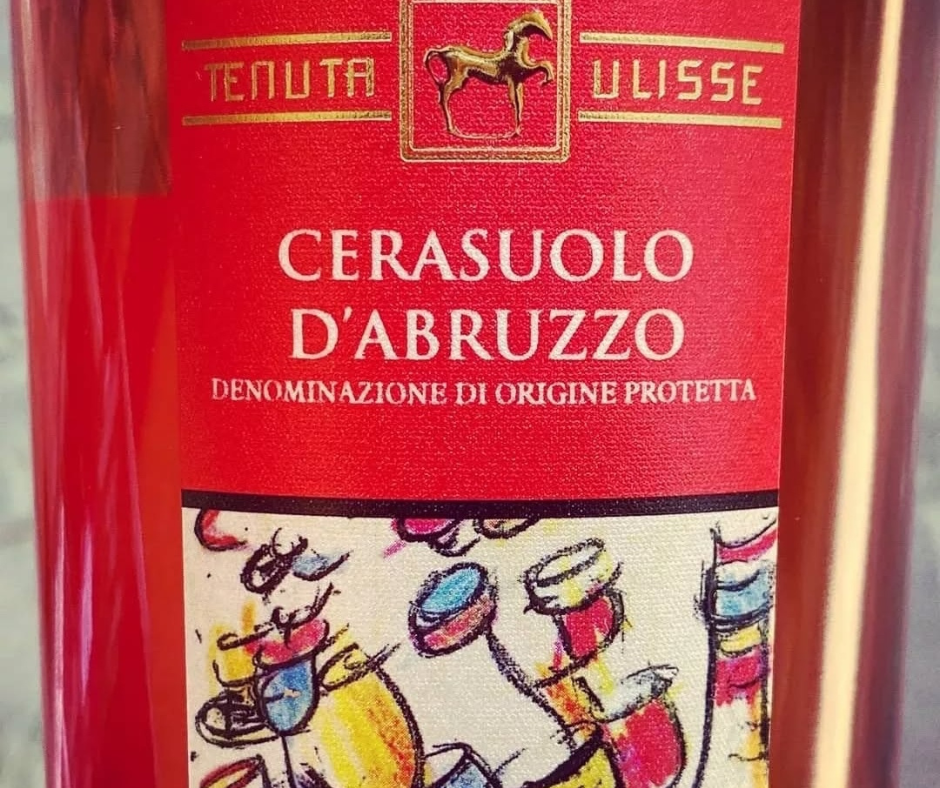 TENUTA ULISSE
CERASUOLO
D'ABRUZZO
DENOMINAZIONE DI ORIGINE PROTETTA